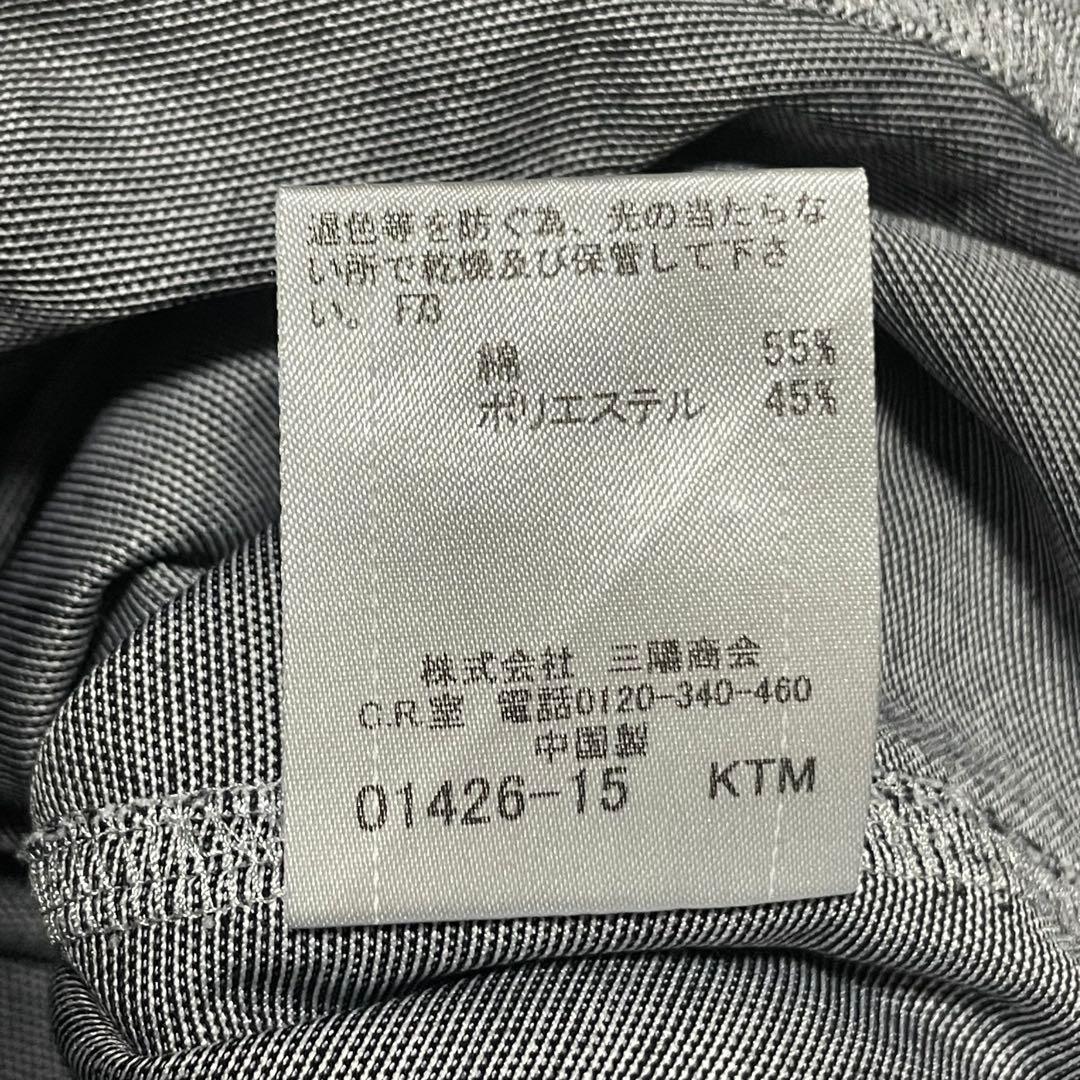 退色等を防ぐ為、光の当たらな
い所で乾燥及び保管して下さ
い。 F73
綿 55%
ポリエステル 45%
株式会社 三陽商会
C.R.室 電話0120-340-460
中国製
01426-15 KTM